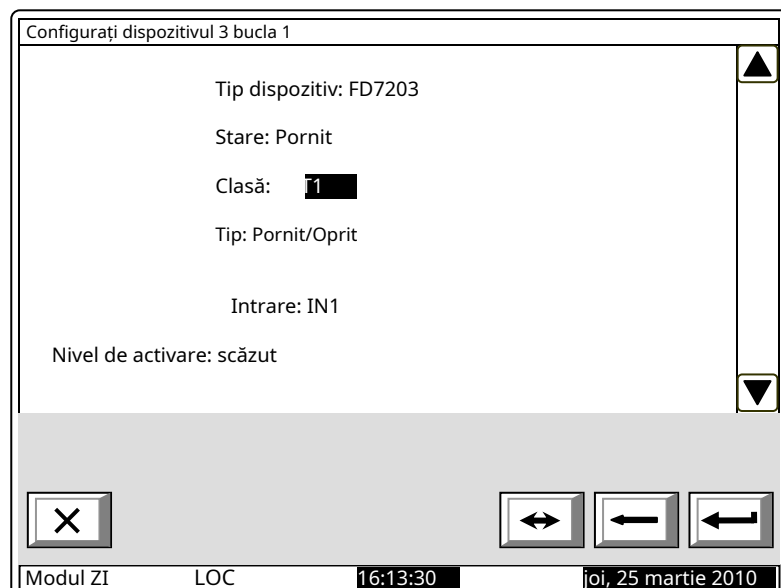 Configurați dispozitivul 3 bucla 1
Tip dispozitiv: FD7203
Stare: Pornit
Clasă: T1
Tip: Pornit/Oprit
Intrare: IN1
Nivel de activare: scăzut
Modul ZI LOC 16:13:30 joi, 25 martie 2010